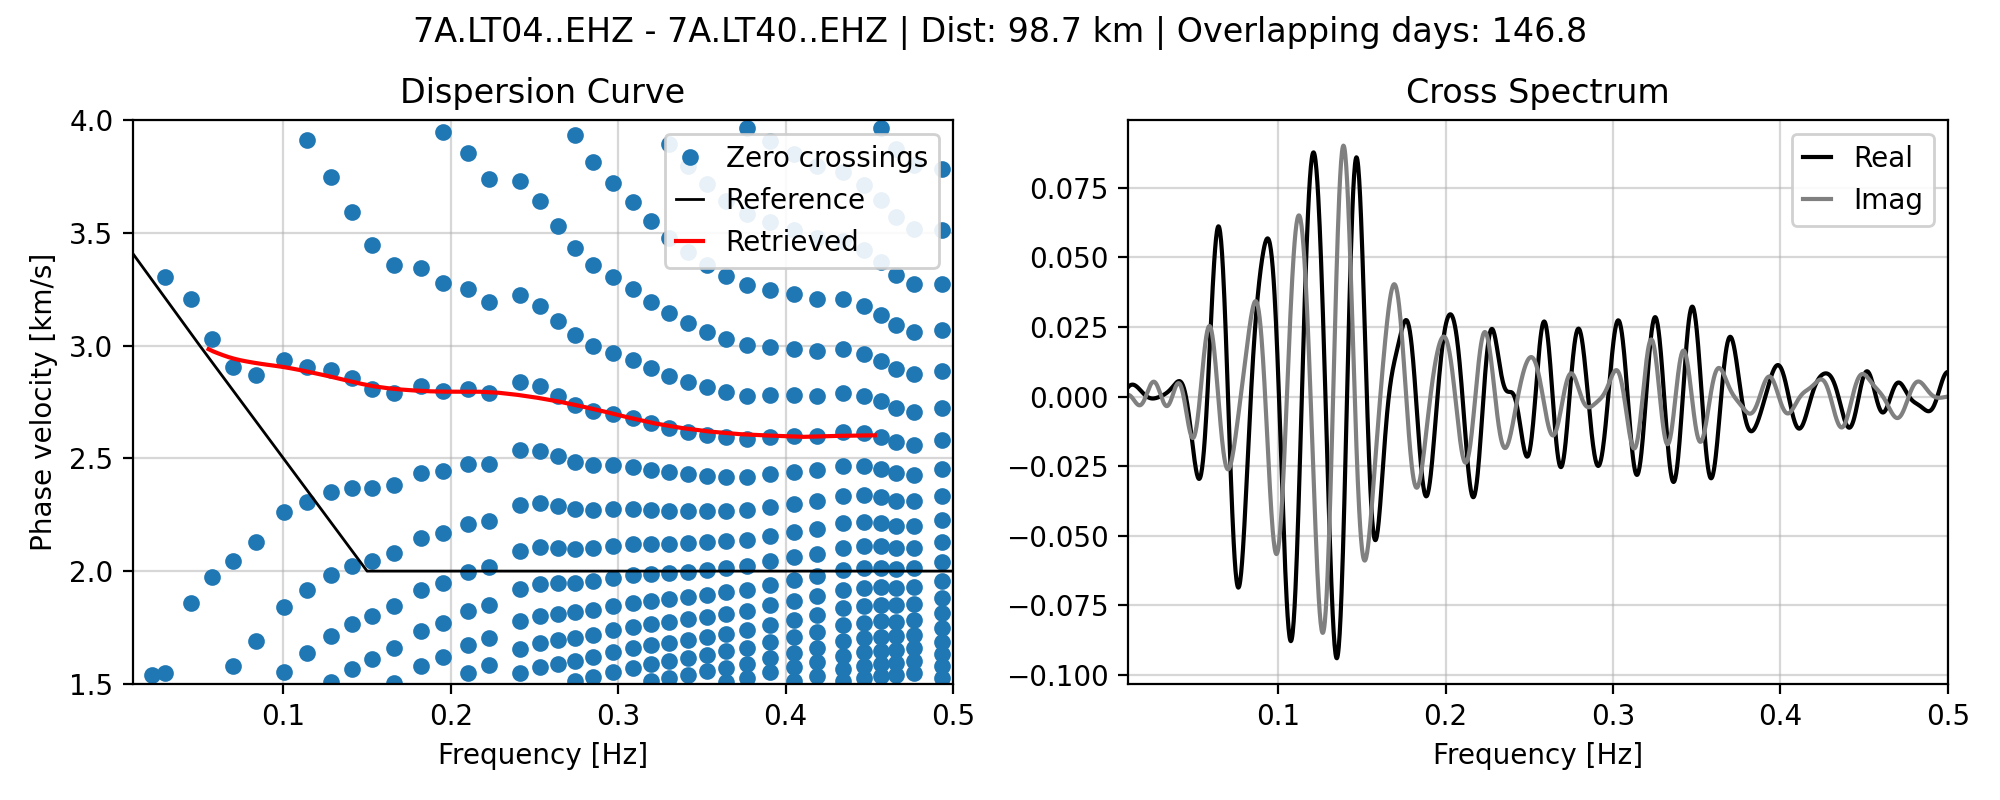 7A.LT04..EHZ - 7A.LT40..EHZ | Dist: 98.7 km | Overlapping days: 146.8
Dispersion Curve
4.0
3.5
3.0
2.5
2.0
1.5
Phase velocity [km/s]
Zero crossings
Reference
Retrieved
0.1
0.2
0.3
0.4
0.5
Frequency [Hz]
Cross Spectrum
0.075
0.050
0.025
0.000
−0.025
−0.050
−0.075
−0.100
Real
Imag
0.1
0.2
0.3
0.4
0.5
Frequency [Hz]